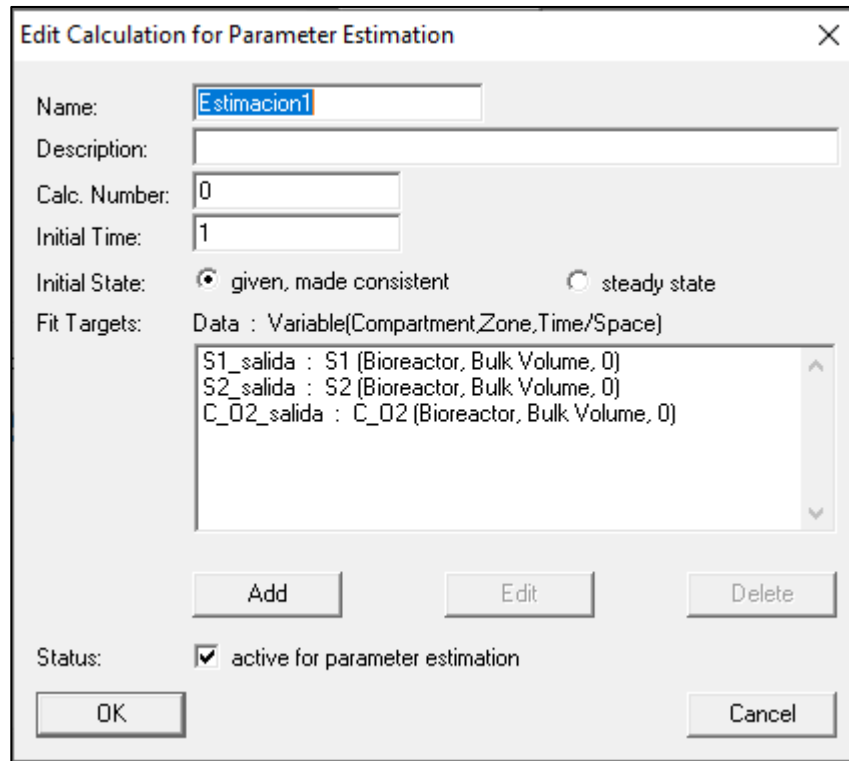 Edit Calculation for Parameter Estimation
Name: Estimacion1
Description:
Calc. Number: 0
Initial Time: 1
Initial State: given, made consistent steady state
Fit Targets: Data : Variable(Compartment,Zone,Time/Space)
S1_salida : S1 (Bioreactor, Bulk Volume, 0)
S2_salida : S2 (Bioreactor, Bulk Volume, 0)
C_O2_salida : C_O2 (Bioreactor, Bulk Volume, 0)
Add Edit Delete
Status: active for parameter estimation
OK Cancel